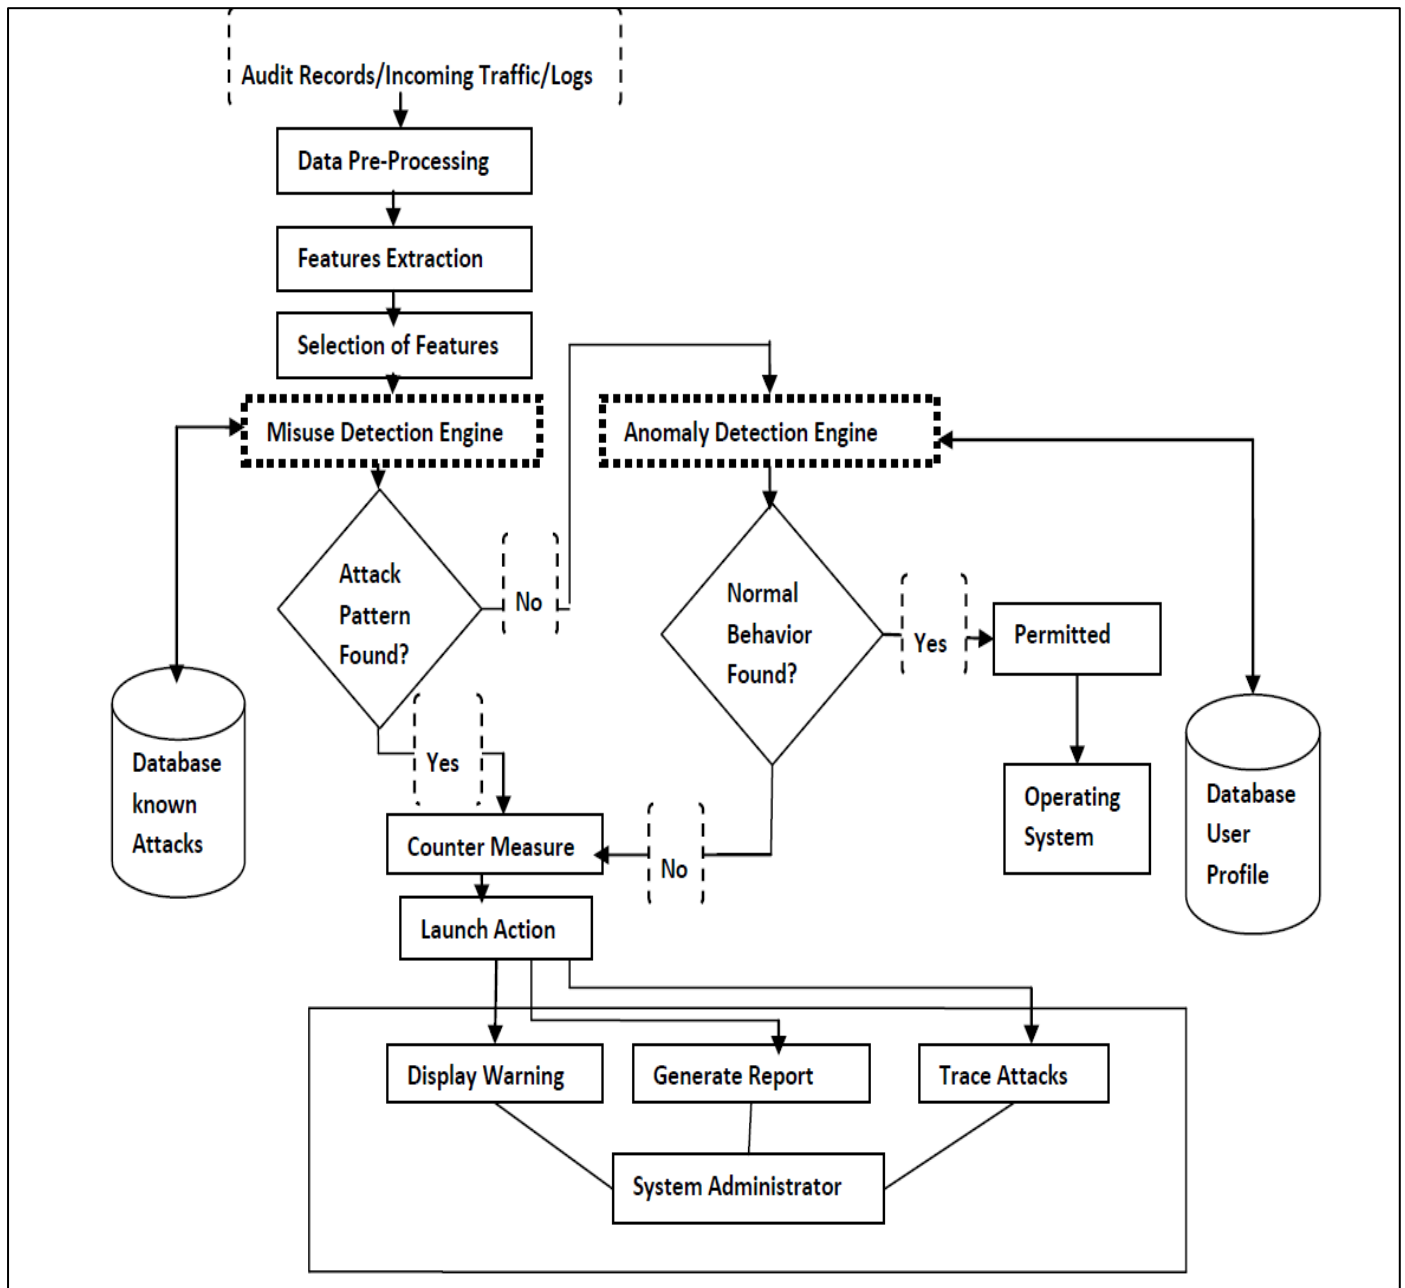 Audit Records/Incoming Traffic/Logs
Data Pre-Processing
Features Extraction
Selection of Features
Misuse Detection Engine
Anomaly Detection Engine
Attack
Pattern
Found?
No
Normal
Behavior
Found?
Yes
Permitted
Database
known
Attacks
Yes
Operating
System
Database
User
Profile
Counter Measure
No
Launch Action
Display Warning
Generate Report
Trace Attacks
System Administrator